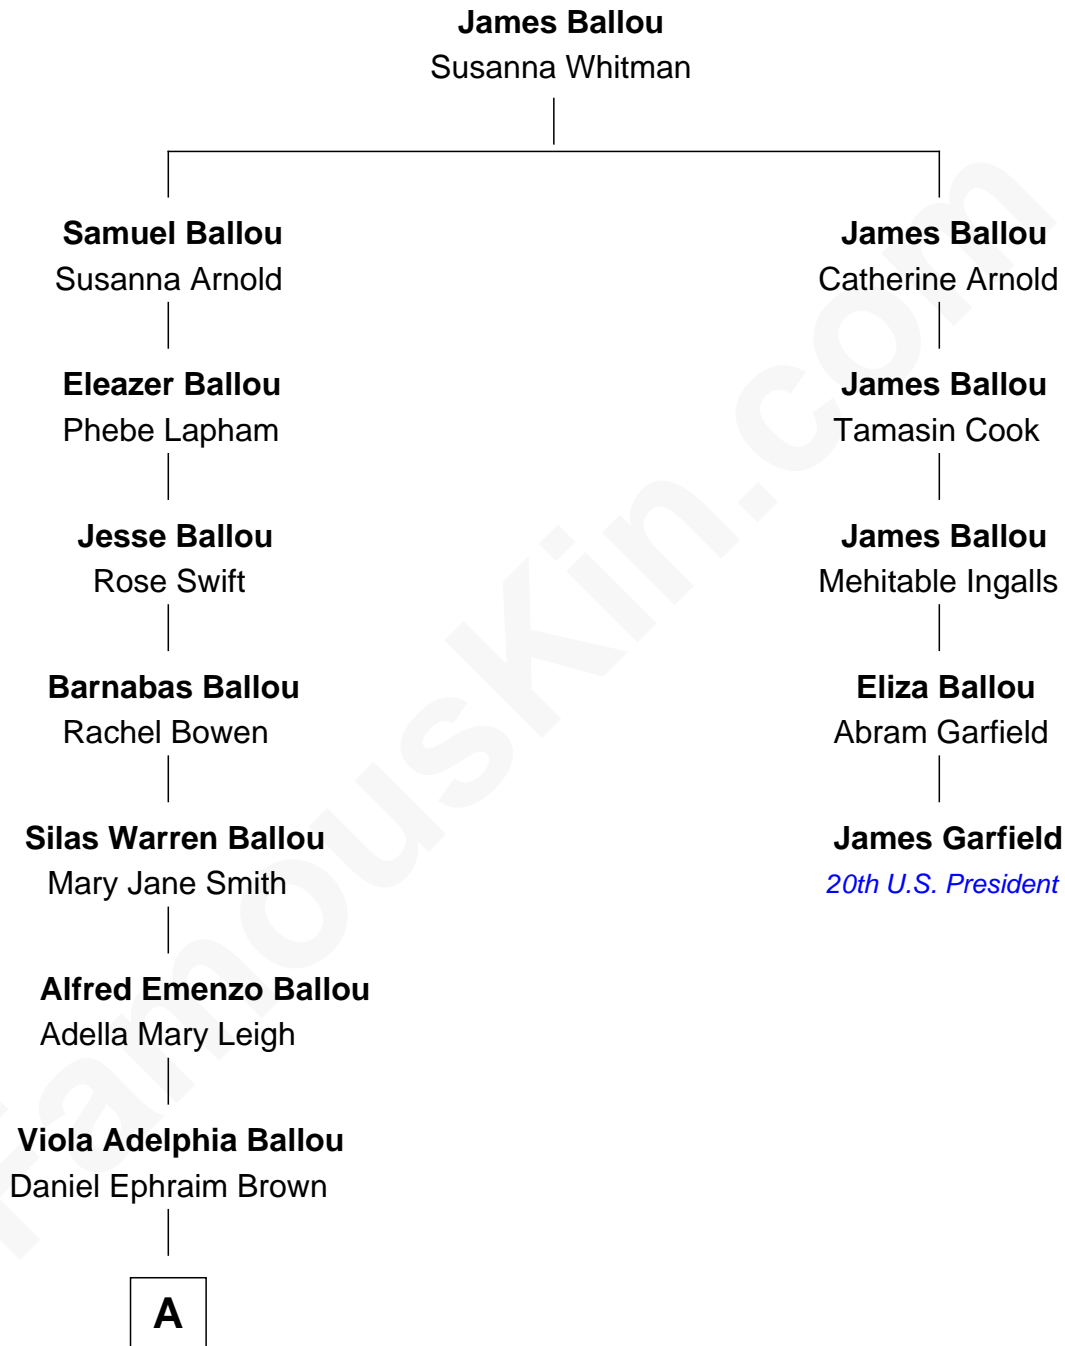 James Ballou
Susanna Whitman
Samuel Ballou
Susanna Arnold
James Ballou
Catherine Arnold
Eleazer Ballou
Phebe Lapham
James Ballou
Tamasin Cook
Jesse Ballou
Rose Swift
James Ballou
Mehitable Ingalls
Barnabas Ballou
Rachel Bowen
Eliza Ballou
Abram Garfield
Silas Warren Ballou
Mary Jane Smith
James Garfield
20th U.S. President
Alfred Emenzo Ballou
Adella Mary Leigh
Viola Adelphia Ballou
Daniel Ephraim Brown
A
FamousKin.com